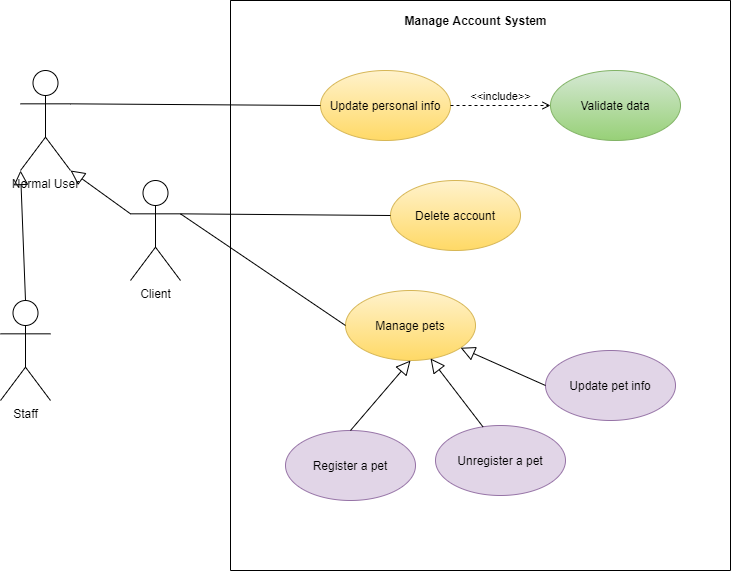 Manage Account System
Update personal info
<<include>>
Validate data
Normal User
Delete account
Client
Manage pets
Update pet info
Staff
Register a pet
Unregister a pet